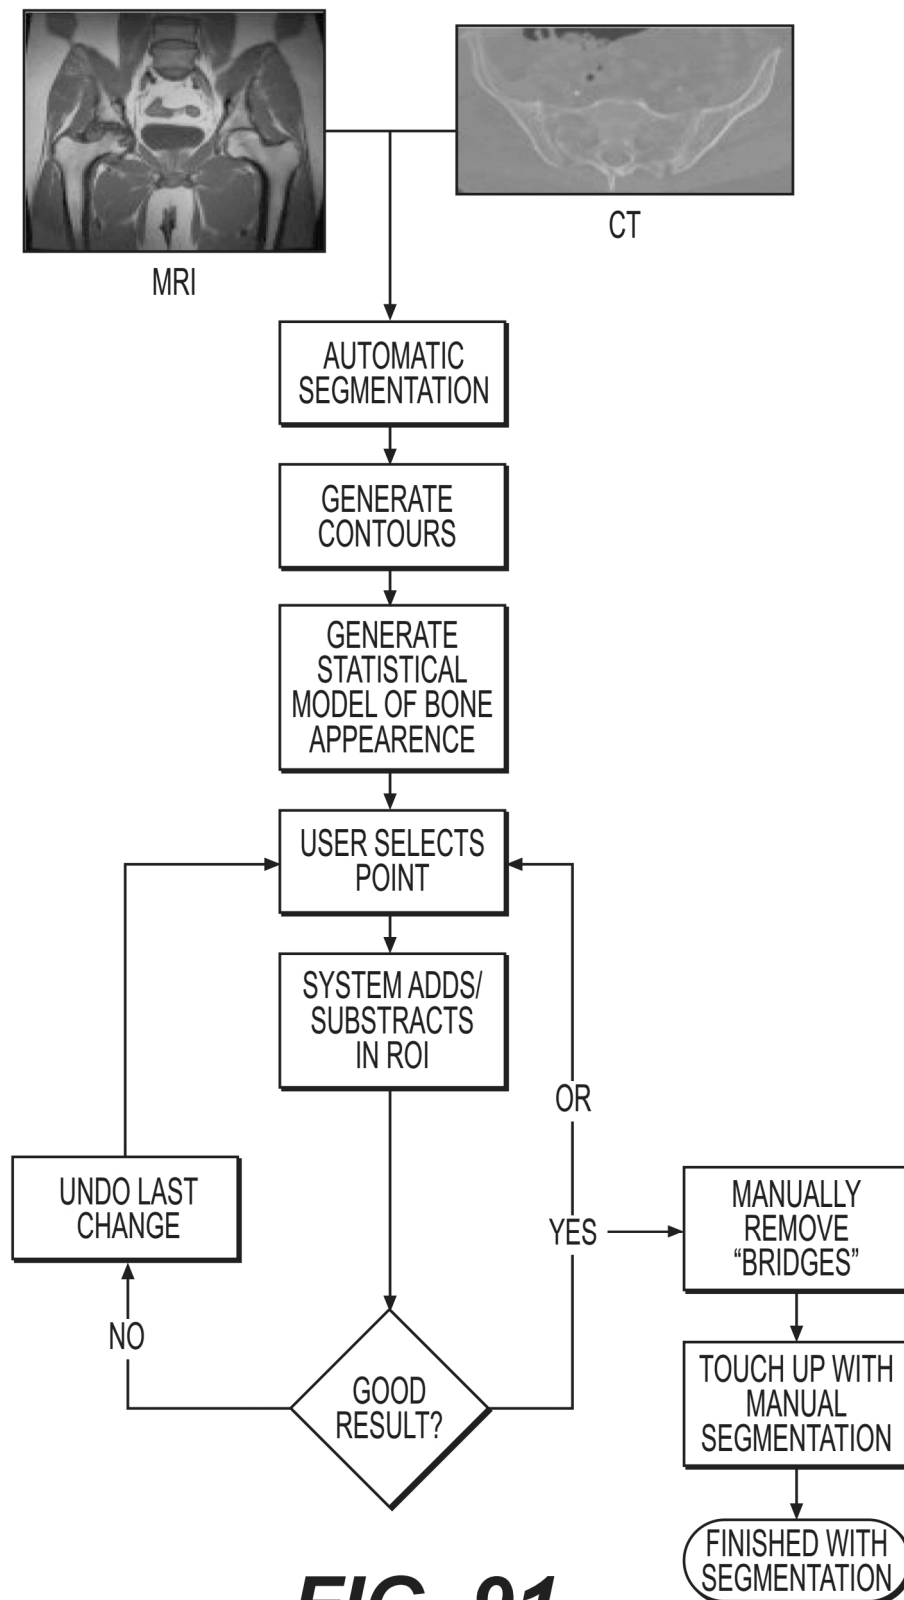 MRI
CT
AUTOMATIC
SEGMENTATION
GENERATE
CONTOURS
GENERATE
STATISTICAL
MODEL OF BONE
APPEARENCE
USER SELECTS
POINT
SYSTEM ADDS/
SUBSTRACTS
IN ROI
OR
UNDO LAST
CHANGE
YES
MANUALLY
REMOVE
“BRIDGES”
NO
GOOD
RESULT?
TOUCH UP WITH
MANUAL
SEGMENTATION
FINISHED WITH
SEGMENTATION
FIG. 91